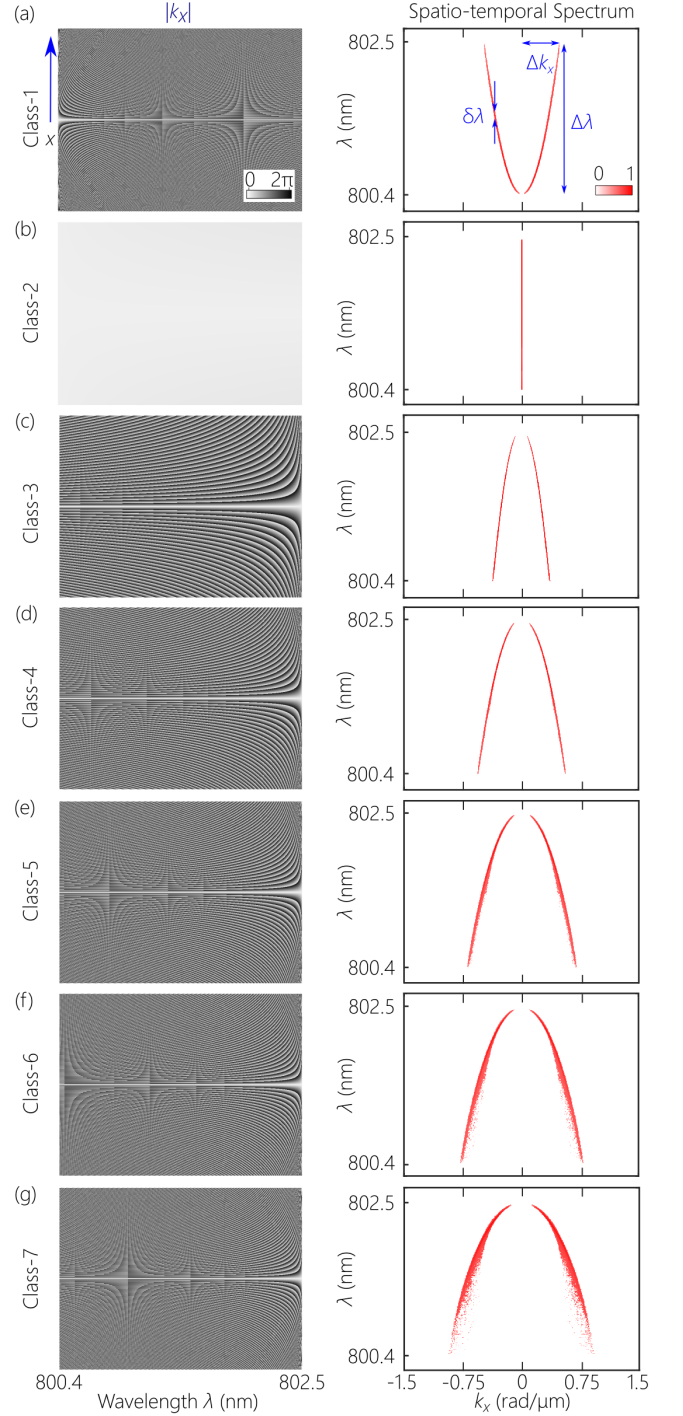 (a)
|kx|
Spatio-temporal Spectrum
Class-1
x
0 2π
802.5
λ (nm)
800.4
Δkx
δλ
Δλ
0 1
(b)
Class-2
802.5
λ (nm)
800.4
(c)
Class-3
802.5
λ (nm)
800.4
(d)
Class-4
802.5
λ (nm)
800.4
(e)
Class-5
802.5
λ (nm)
800.4
(f)
Class-6
802.5
λ (nm)
800.4
(g)
Class-7
802.5
λ (nm)
800.4
800.4 802.5
Wavelength λ (nm)
-1.5 -0.75 0 0.75 1.5
kx (rad/μm)